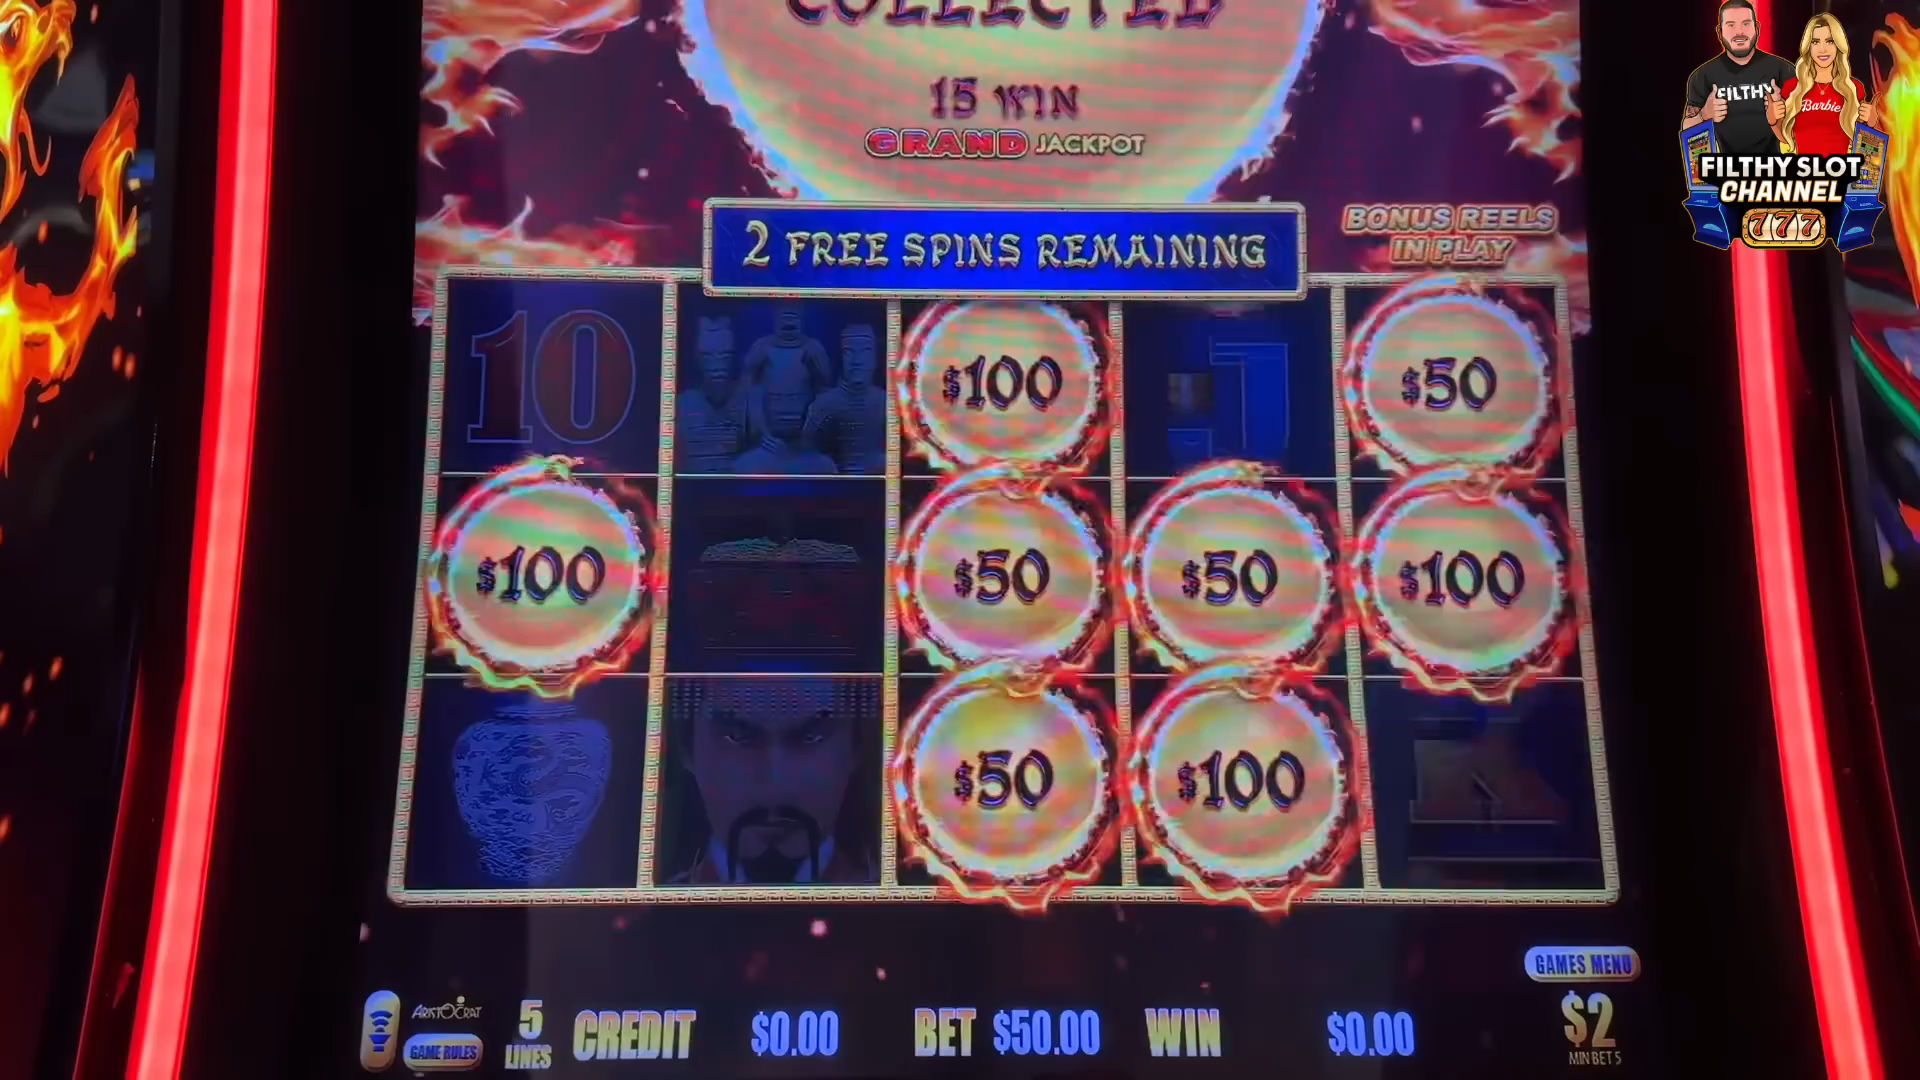 COLLECTED
15 WIN
GRAND JACKPOT
FILTHY
Barbie
FILTHY SLOT
CHANNEL
777
2 FREE SPINS REMAINING
BONUS REELS
IN PLAY
10
$100
J
$50
$100
$50
$50
$100
$50
$100
GAMES MENU
ARISTOCRAT
GAME RULES
5
LINES
CREDIT $0.00
BET $50.00
WIN $0.00
$2
MIN BET 5